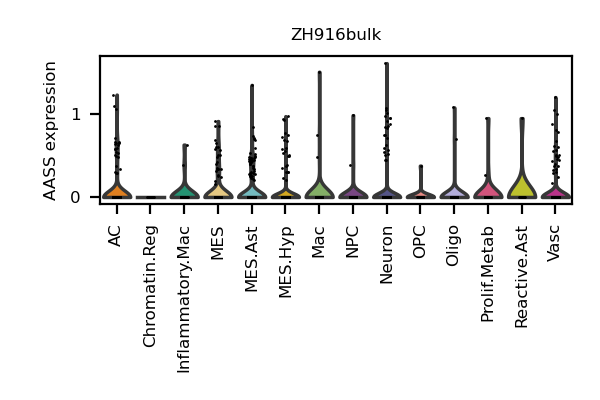 ZH916bulk
AASS expression
1
0
AC
Chromatin.Reg
Inflammatory.Mac
MES
MES.Ast
MES.Hyp
Mac
NPC
Neuron
OPC
Oligo
Prolif.Metab
Reactive.Ast
Vasc